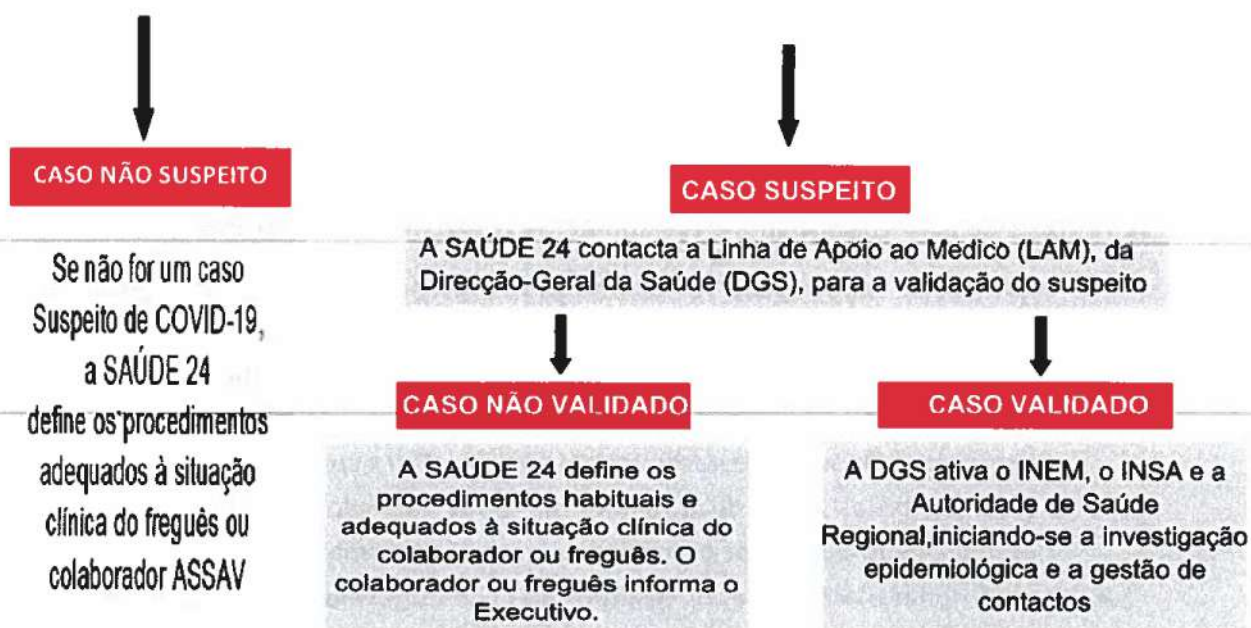 CASO NÃO SUSPEITO
Se não for um caso
Suspeito de COVID-19,
a SAÚDE 24
define os procedimentos
adequados à situação
clínica do freguês ou
colaborador ASSAV
CASO SUSPEITO
A SAÚDE 24 contacta a Linha de Apoio ao Medico (LAM), da
Direcção-Geral da Saúde (DGS), para a validação do suspeito
CASO NÃO VALIDADO
A SAÚDE 24 define os
procedimentos habituais e
adequados à situação clínica do
colaborador ou freguês. O
colaborador ou freguês informa o
Executivo.
CASO VALIDADO
A DGS ativa o INEM, o INSA e a
Autoridade de Saúde
Regional,iniciando-se a investigação
epidemiológica e a gestão de
contactos